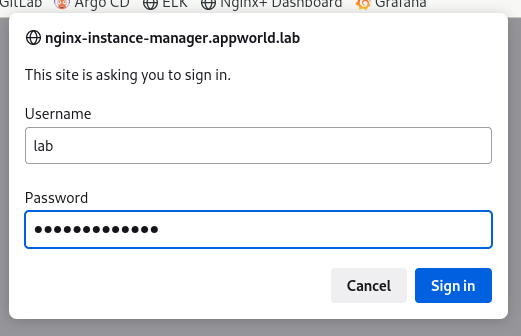 GitLab Argo CD ELK Nginx+ Dashboard Grafana
nginx-instance-manager.appworld.lab
This site is asking you to sign in.
Username
lab
Password
●●●●●●●●●●●●●
Cancel Sign in